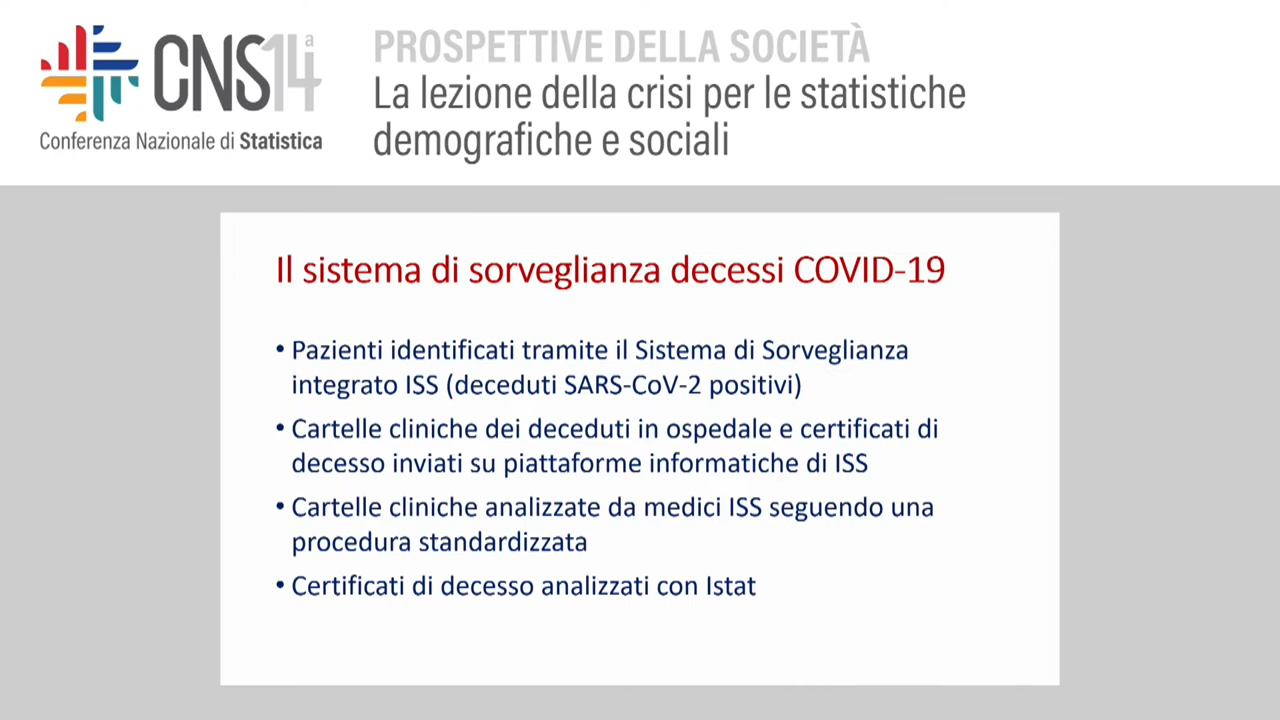 CNS14ª
Conferenza Nazionale di Statistica
PROSPETTIVE DELLA SOCIETÀ
La lezione della crisi per le statistiche
demografiche e sociali
Il sistema di sorveglianza decessi COVID-19
• Pazienti identificati tramite il Sistema di Sorveglianza
integrato ISS (deceduti SARS-CoV-2 positivi)
• Cartelle cliniche dei deceduti in ospedale e certificati di
decesso inviati su piattaforme informatiche di ISS
• Cartelle cliniche analizzate da medici ISS seguendo una
procedura standardizzata
• Certificati di decesso analizzati con Istat